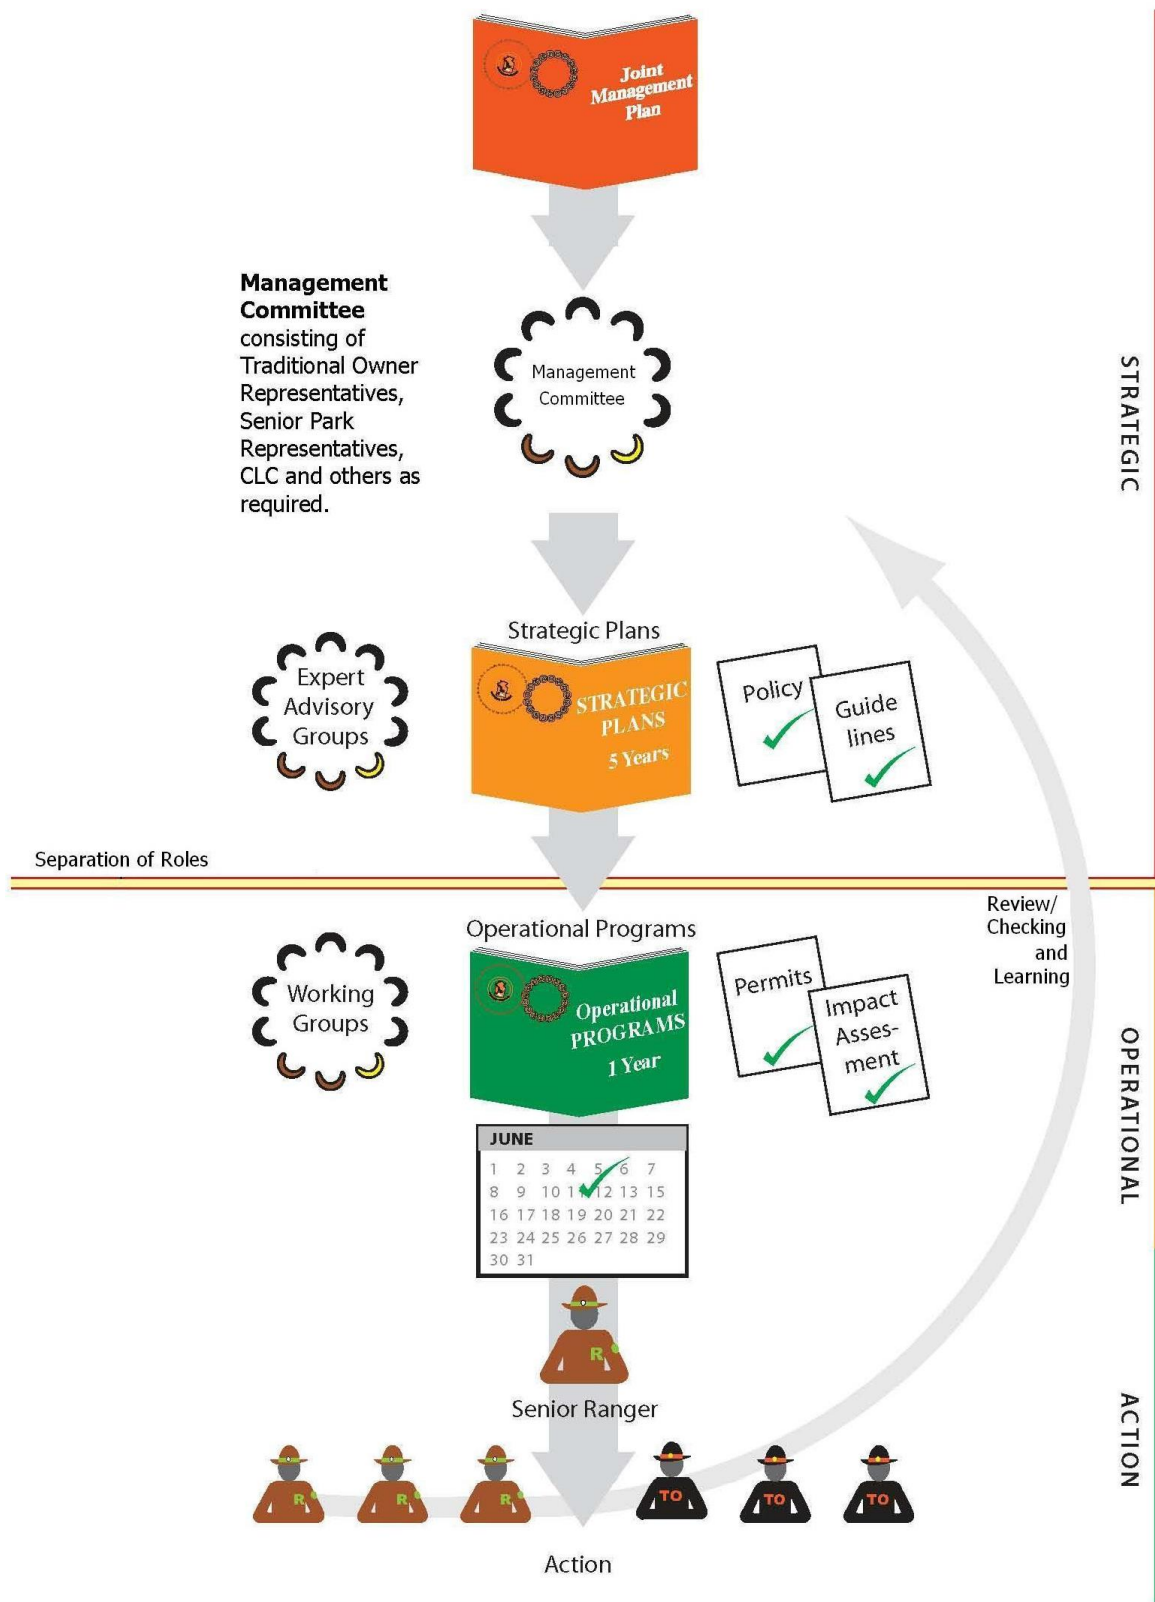 Joint
Management
Plan
Management
Committee
consisting of
Traditional Owner
Representatives,
Senior Park
Representatives,
CLC and others as
required.
Management
Committee
STRATEGIC
Strategic Plans
Expert
Advisory
Groups
STRATEGIC
PLANS
5 Years
Policy
Guide
lines
Separation of Roles
Review/
Checking
and
Learning
Operational Programs
Working
Groups
Operational
PROGRAMS
1 Year
Permits
Impact
Asses-
ment
OPERATIONAL
JUNE
1 2 3 4 5 6 7
8 9 10 11 12 13 15
16 17 18 19 20 21 22
23 24 25 26 27 28 29
30 31
R
Senior Ranger
ACTION
R R R TO TO TO
Action